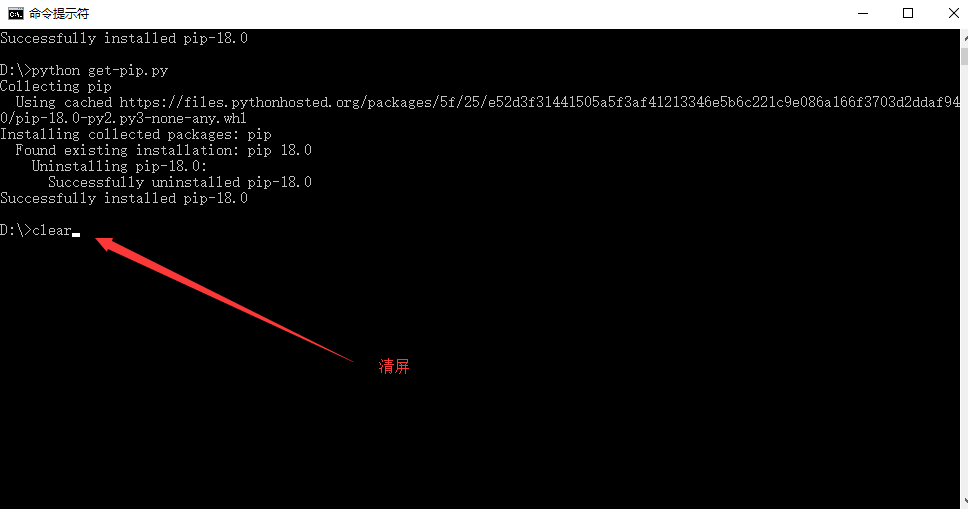 命令提示符
Successfully installed pip-18.0
D:\>python get-pip.py
Collecting pip
Using cached https://files.pythonhosted.org/packages/5f/25/e52d3f31441505a5f3af41213346e5b6c221c9e086a166f3703d2ddaf94
0/pip-18.0-py2.py3-none-any.whl
Installing collected packages: pip
Found existing installation: pip 18.0
Uninstalling pip-18.0:
Successfully uninstalled pip-18.0
Successfully installed pip-18.0
D:\>clear
清屏